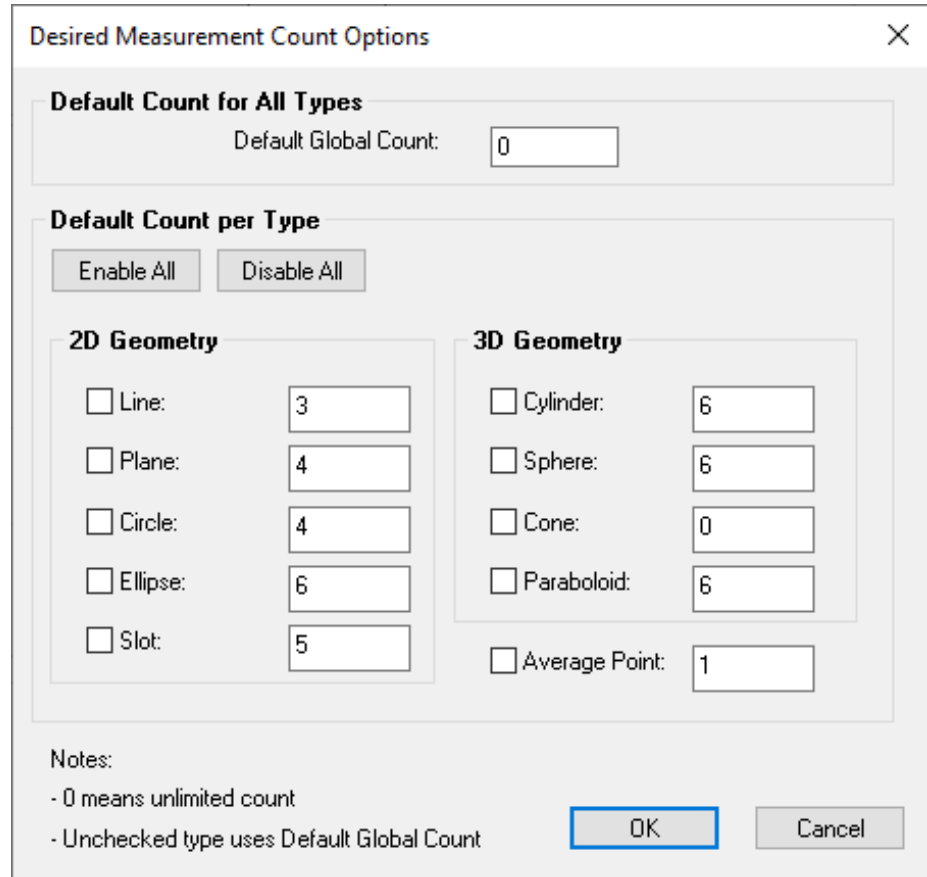 Desired Measurement Count Options
Default Count for All Types
Default Global Count: 0
Default Count per Type
Enable All Disable All
2D Geometry
Line: 3
Plane: 4
Circle: 4
Ellipse: 6
Slot: 5
3D Geometry
Cylinder: 6
Sphere: 6
Cone: 0
Paraboloid: 6
Average Point: 1
Notes:
- 0 means unlimited count
- Unchecked type uses Default Global Count
OK Cancel